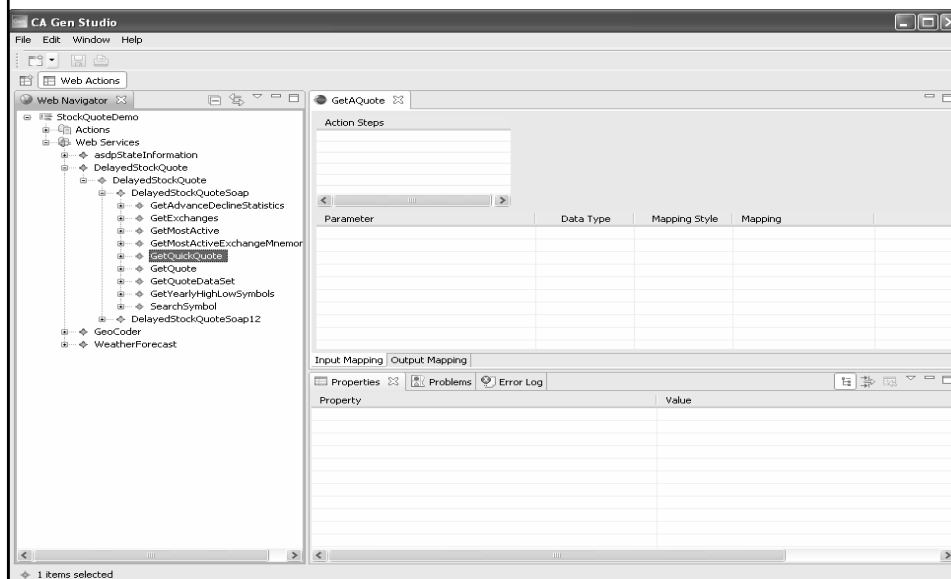 CA Gen Studio
File Edit Window Help
Web Actions
Web Navigator
StockQuoteDemo
Actions
Web Services
asdpStateInformation
DelayedStockQuote
DelayedStockQuote
DelayedStockQuoteSoap
GetAdvanceDeclineStatistics
GetExchanges
GetMostActive
GetMostActiveExchangeMnemor
GetQuickQuote
GetQuote
GetQuoteDataSet
GetYearlyHighLowSymbols
SearchSymbol
DelayedStockQuoteSoap12
GeoCoder
WeatherForecast
GetAQuote
Action Steps
Parameter Data Type Mapping Style Mapping
Input Mapping Output Mapping
Properties Problems Error Log
Property Value
1 items selected